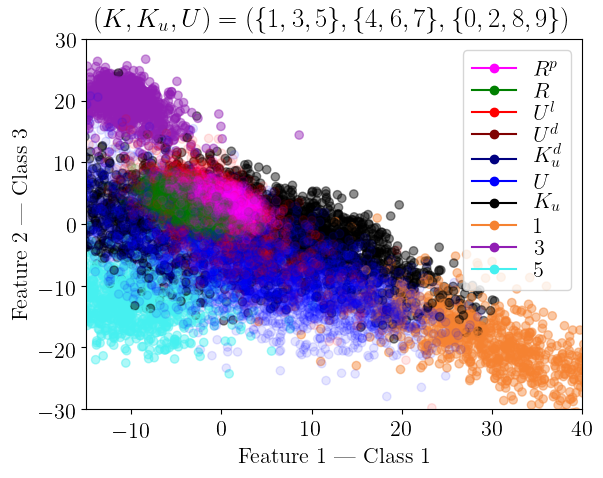 (K, K_u, U) = ({1, 3, 5}, {4, 6, 7}, {0, 2, 8, 9})
30
20
10
0
−10
−20
−30
Feature 2 — Class 3
R^p
R
U^l
U^d
K_u^d
U
K_u
1
3
5
−10
0
10
20
30
40
Feature 1 — Class 1